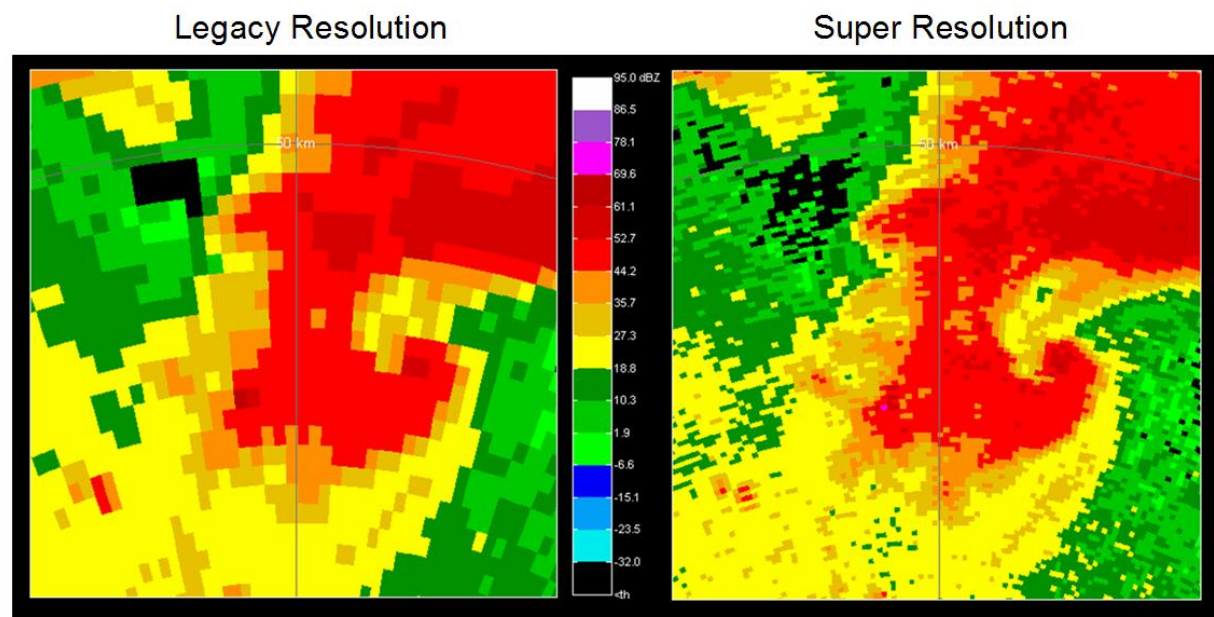 Legacy Resolution
Super Resolution
50 km
95.0 dBZ
86.5
78.1
69.6
61.1
52.7
44.2
35.7
27.3
18.8
10.3
1.9
-6.6
-15.1
-23.5
-32.0
<th
50 km